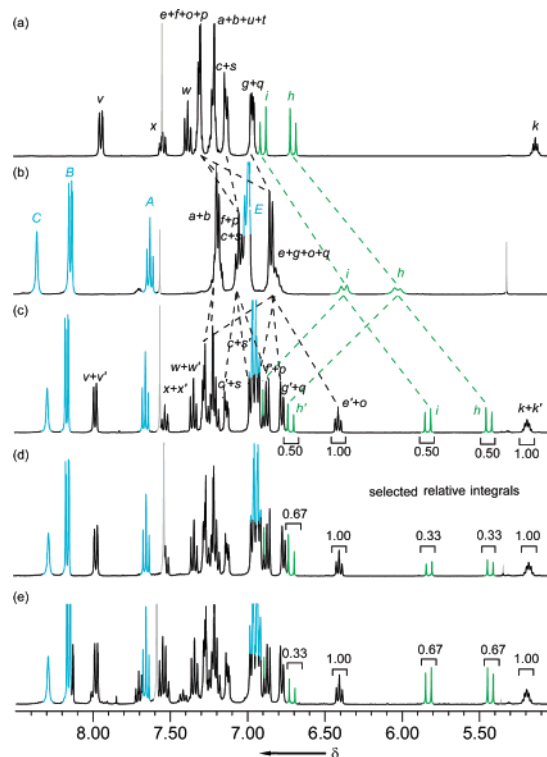 (a)
e+f+o+p
a+b+u+t
c+s
g+q
v
x
w
i
h
k
(b)
C
B
A
a+b
f+p
c+s
E
e+g+o+q
i
h
(c)
v+v'
x+x'
w+w'
c'+s
c+s'
f'+p
g'+q
h'
e'+o
i
h
k+k'
0.50
1.00
0.50
0.50
1.00
(d)
selected relative integrals
0.67
1.00
0.33
0.33
1.00
(e)
0.33
1.00
0.67
0.67
1.00
8.00
7.50
7.00
6.50
6.00
5.50
δ